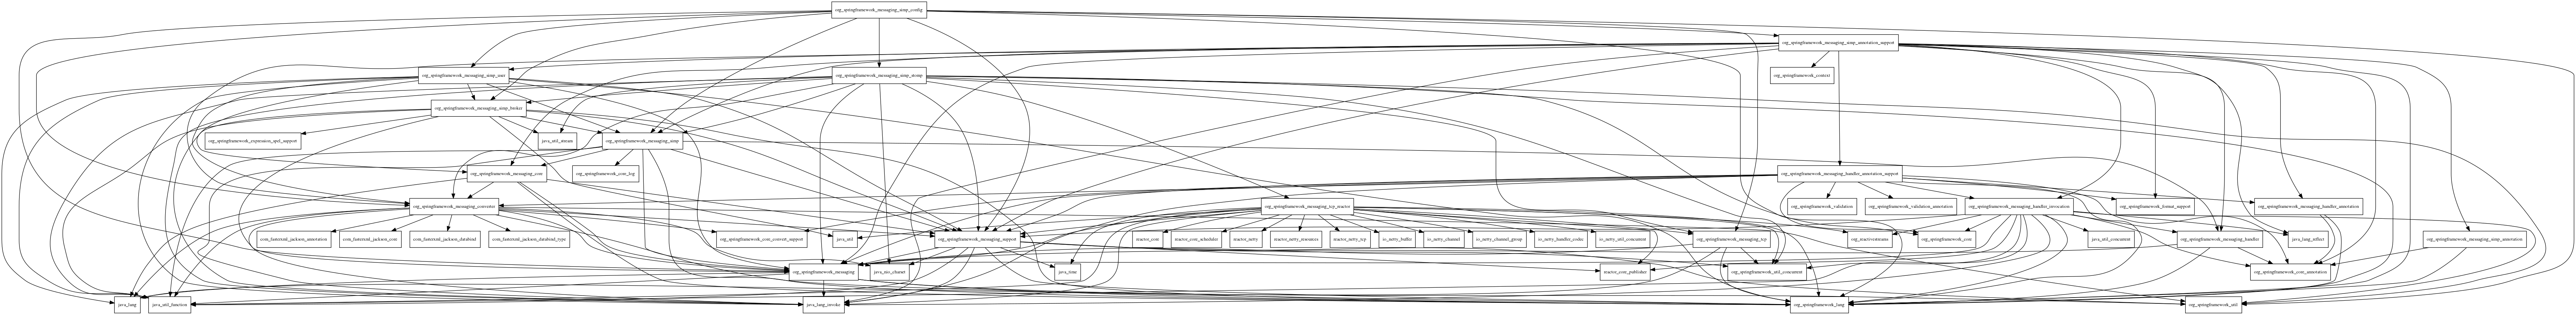 org_springframework_messaging_simp_config
org_springframework_messaging_simp_annotation_support
org_springframework_messaging_simp_user
org_springframework_messaging_simp_stomp
org_springframework_context
org_springframework_messaging_simp_broker
org_springframework_expression_spel_support
java_util_stream
org_springframework_messaging_simp
org_springframework_messaging_core
org_springframework_core_log
org_springframework_messaging_handler_annotation_support
org_springframework_messaging_converter
org_springframework_messaging_tcp_reactor
org_springframework_validation
org_springframework_validation_annotation
org_springframework_messaging_handler_invocation
org_springframework_format_support
org_springframework_messaging_handler_annotation
com_fasterxml_jackson_annotation
com_fasterxml_jackson_core
com_fasterxml_jackson_databind
com_fasterxml_jackson_databind_type
org_springframework_core_convert_support
java_util
org_springframework_messaging_support
reactor_core
reactor_core_scheduler
reactor_netty
reactor_netty_resources
reactor_netty_tcp
io_netty_buffer
io_netty_channel
io_netty_channel_group
io_netty_handler_codec
io_netty_util_concurrent
org_springframework_messaging_tcp
org_reactivestreams
org_springframework_core
java_util_concurrent
org_springframework_messaging_handler
java_lang_reflect
org_springframework_messaging_simp_annotation
org_springframework_messaging
java_nio_charset
java_time
reactor_core_publisher
org_springframework_util_concurrent
org_springframework_core_annotation
java_lang
java_util_function
java_lang_invoke
org_springframework_lang
org_springframework_util